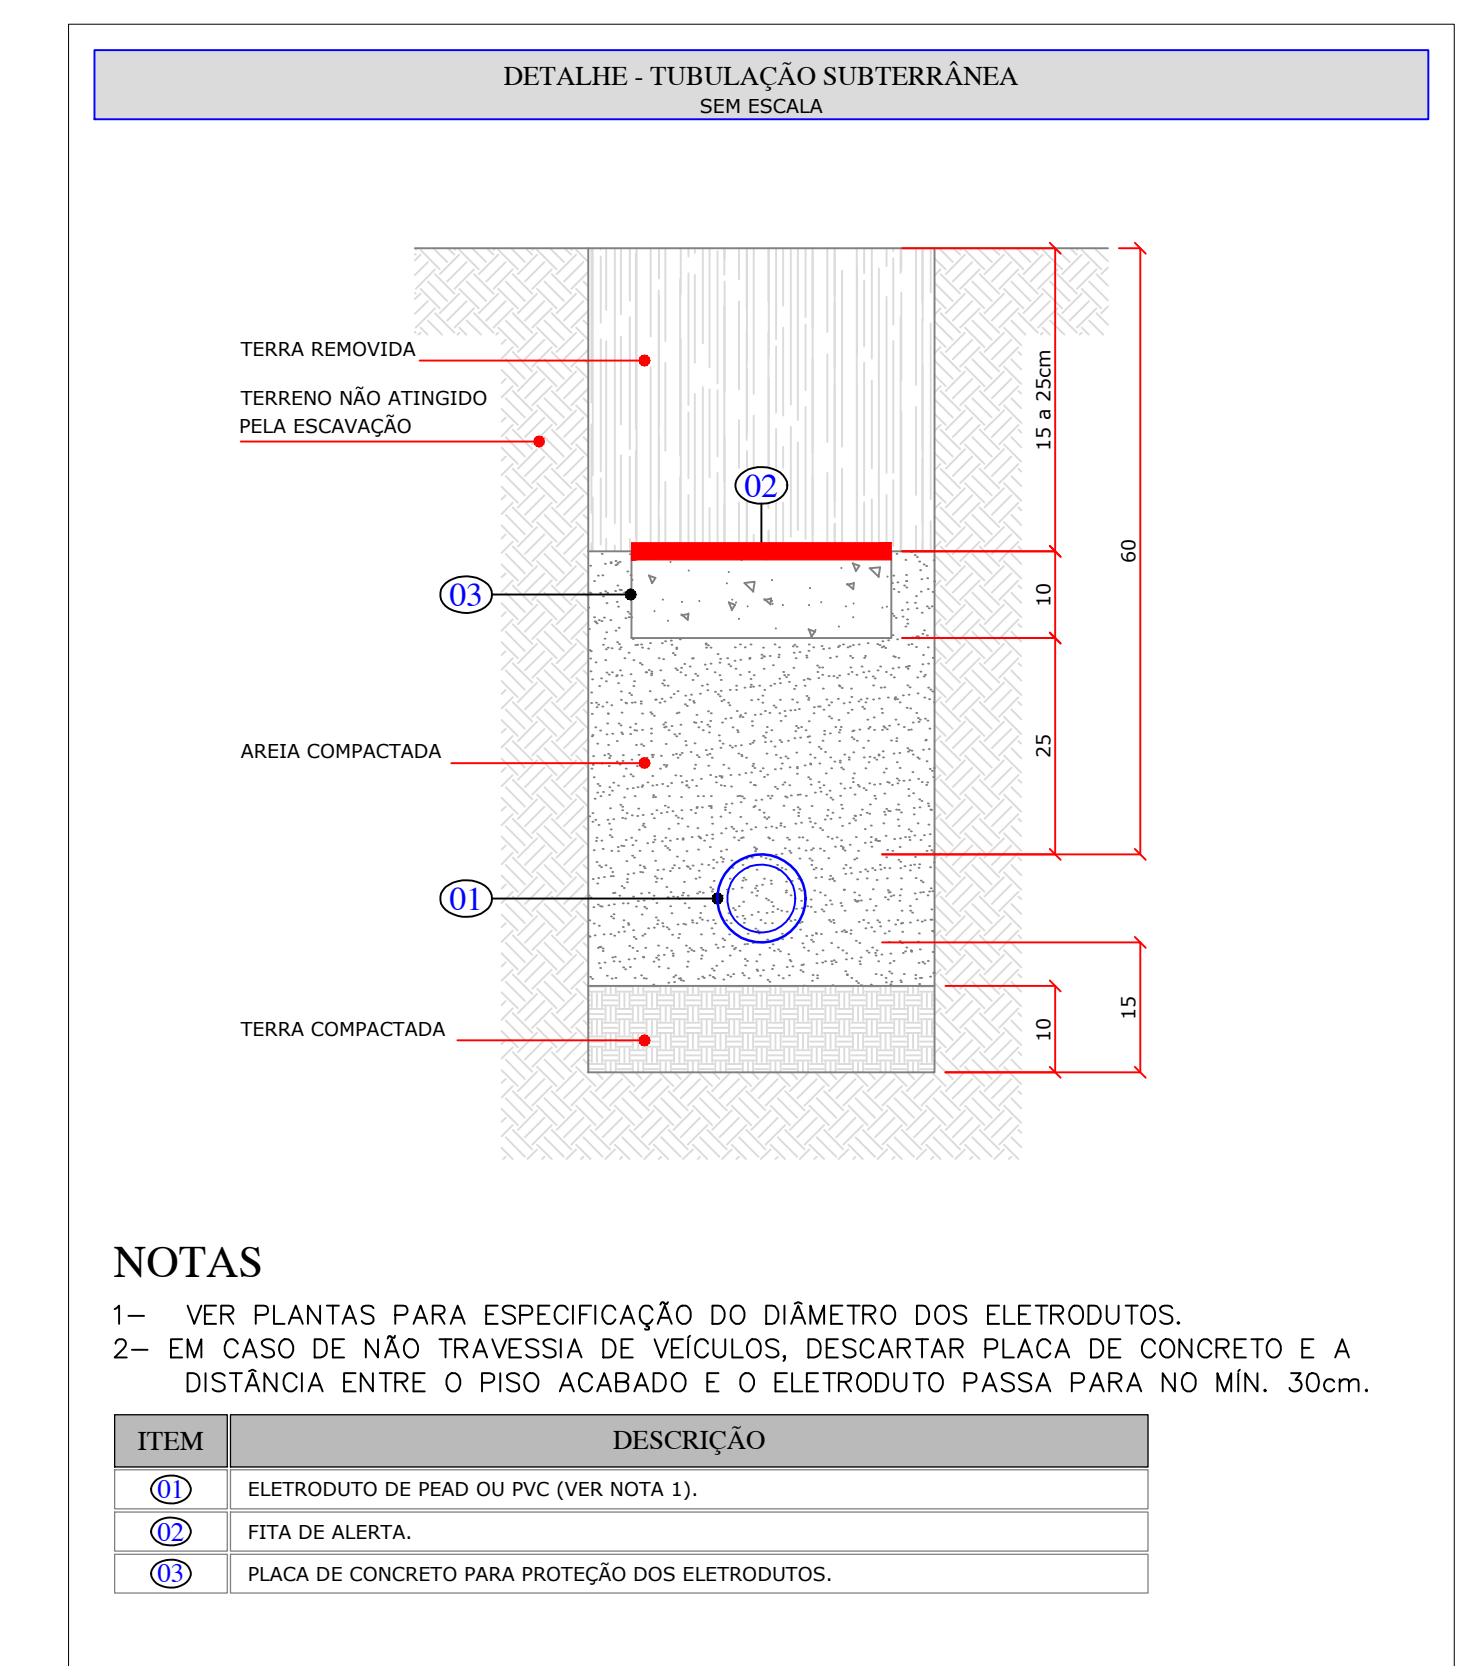 DETALHE - TUBULAÇÃO SUBTERRÂNEA
SEM ESCALA
TERRA REMOVIDA
TERRENO NÃO ATINGIDO
PELA ESCAVAÇÃO
15 a 25cm
02
60
03
10
25
AREIA COMPACTADA
01
15
10
TERRA COMPACTADA
NOTAS
1– VER PLANTAS PARA ESPECIFICAÇÃO DO DIÂMETRO DOS ELETRODUTOS.
2– EM CASO DE NÃO TRAVESSIA DE VEÍCULOS, DESCARTAR PLACA DE CONCRETO E A
DISTÂNCIA ENTRE O PISO ACABADO E O ELETRODUTO PASSA PARA NO MÍN. 30cm.
ITEM DESCRIÇÃO
01 ELETRODUTO DE PEAD OU PVC (VER NOTA 1).
02 FITA DE ALERTA.
03 PLACA DE CONCRETO PARA PROTEÇÃO DOS ELETRODUTOS.